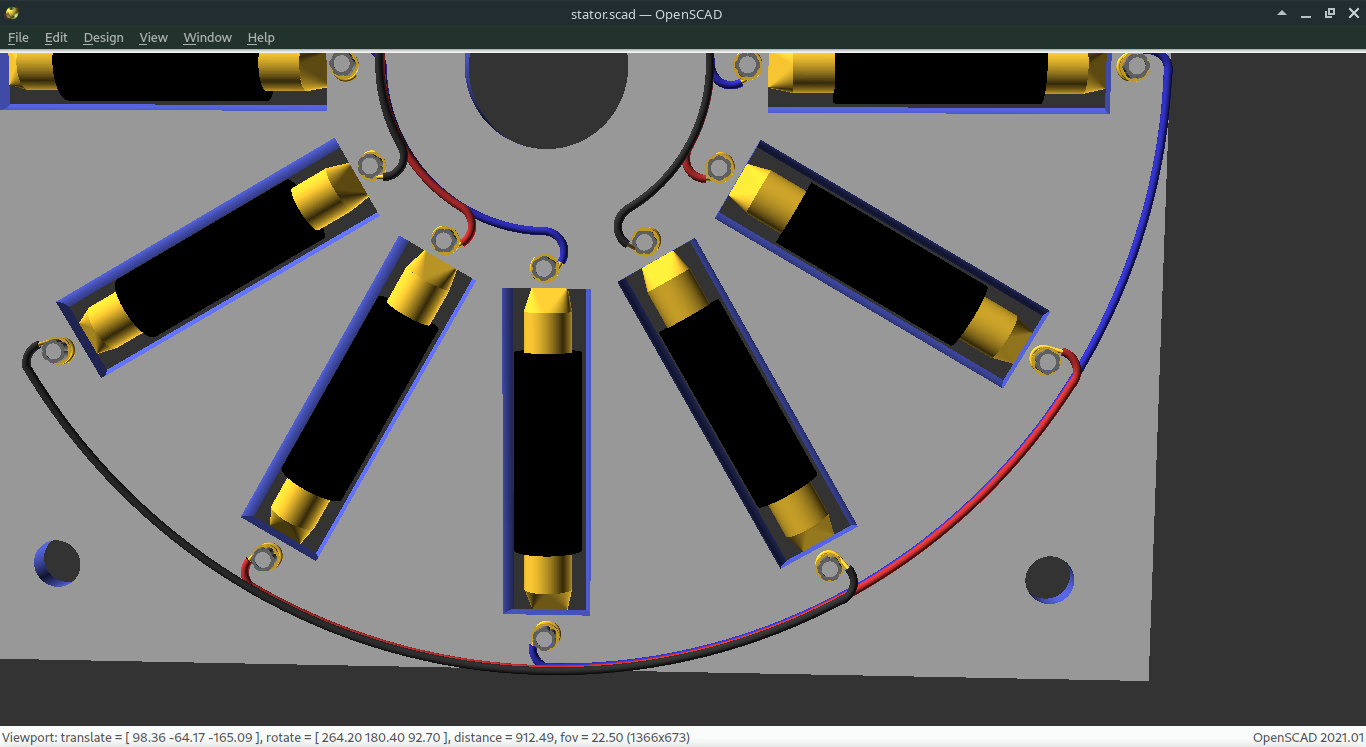 stator.scad — OpenSCAD
File Edit Design View Window Help
Viewport: translate = [ 98.36 -64.17 -165.09 ], rotate = [ 264.20 180.40 92.70 ], distance = 912.49, fov = 22.50 (1366x673) OpenSCAD 2021.01